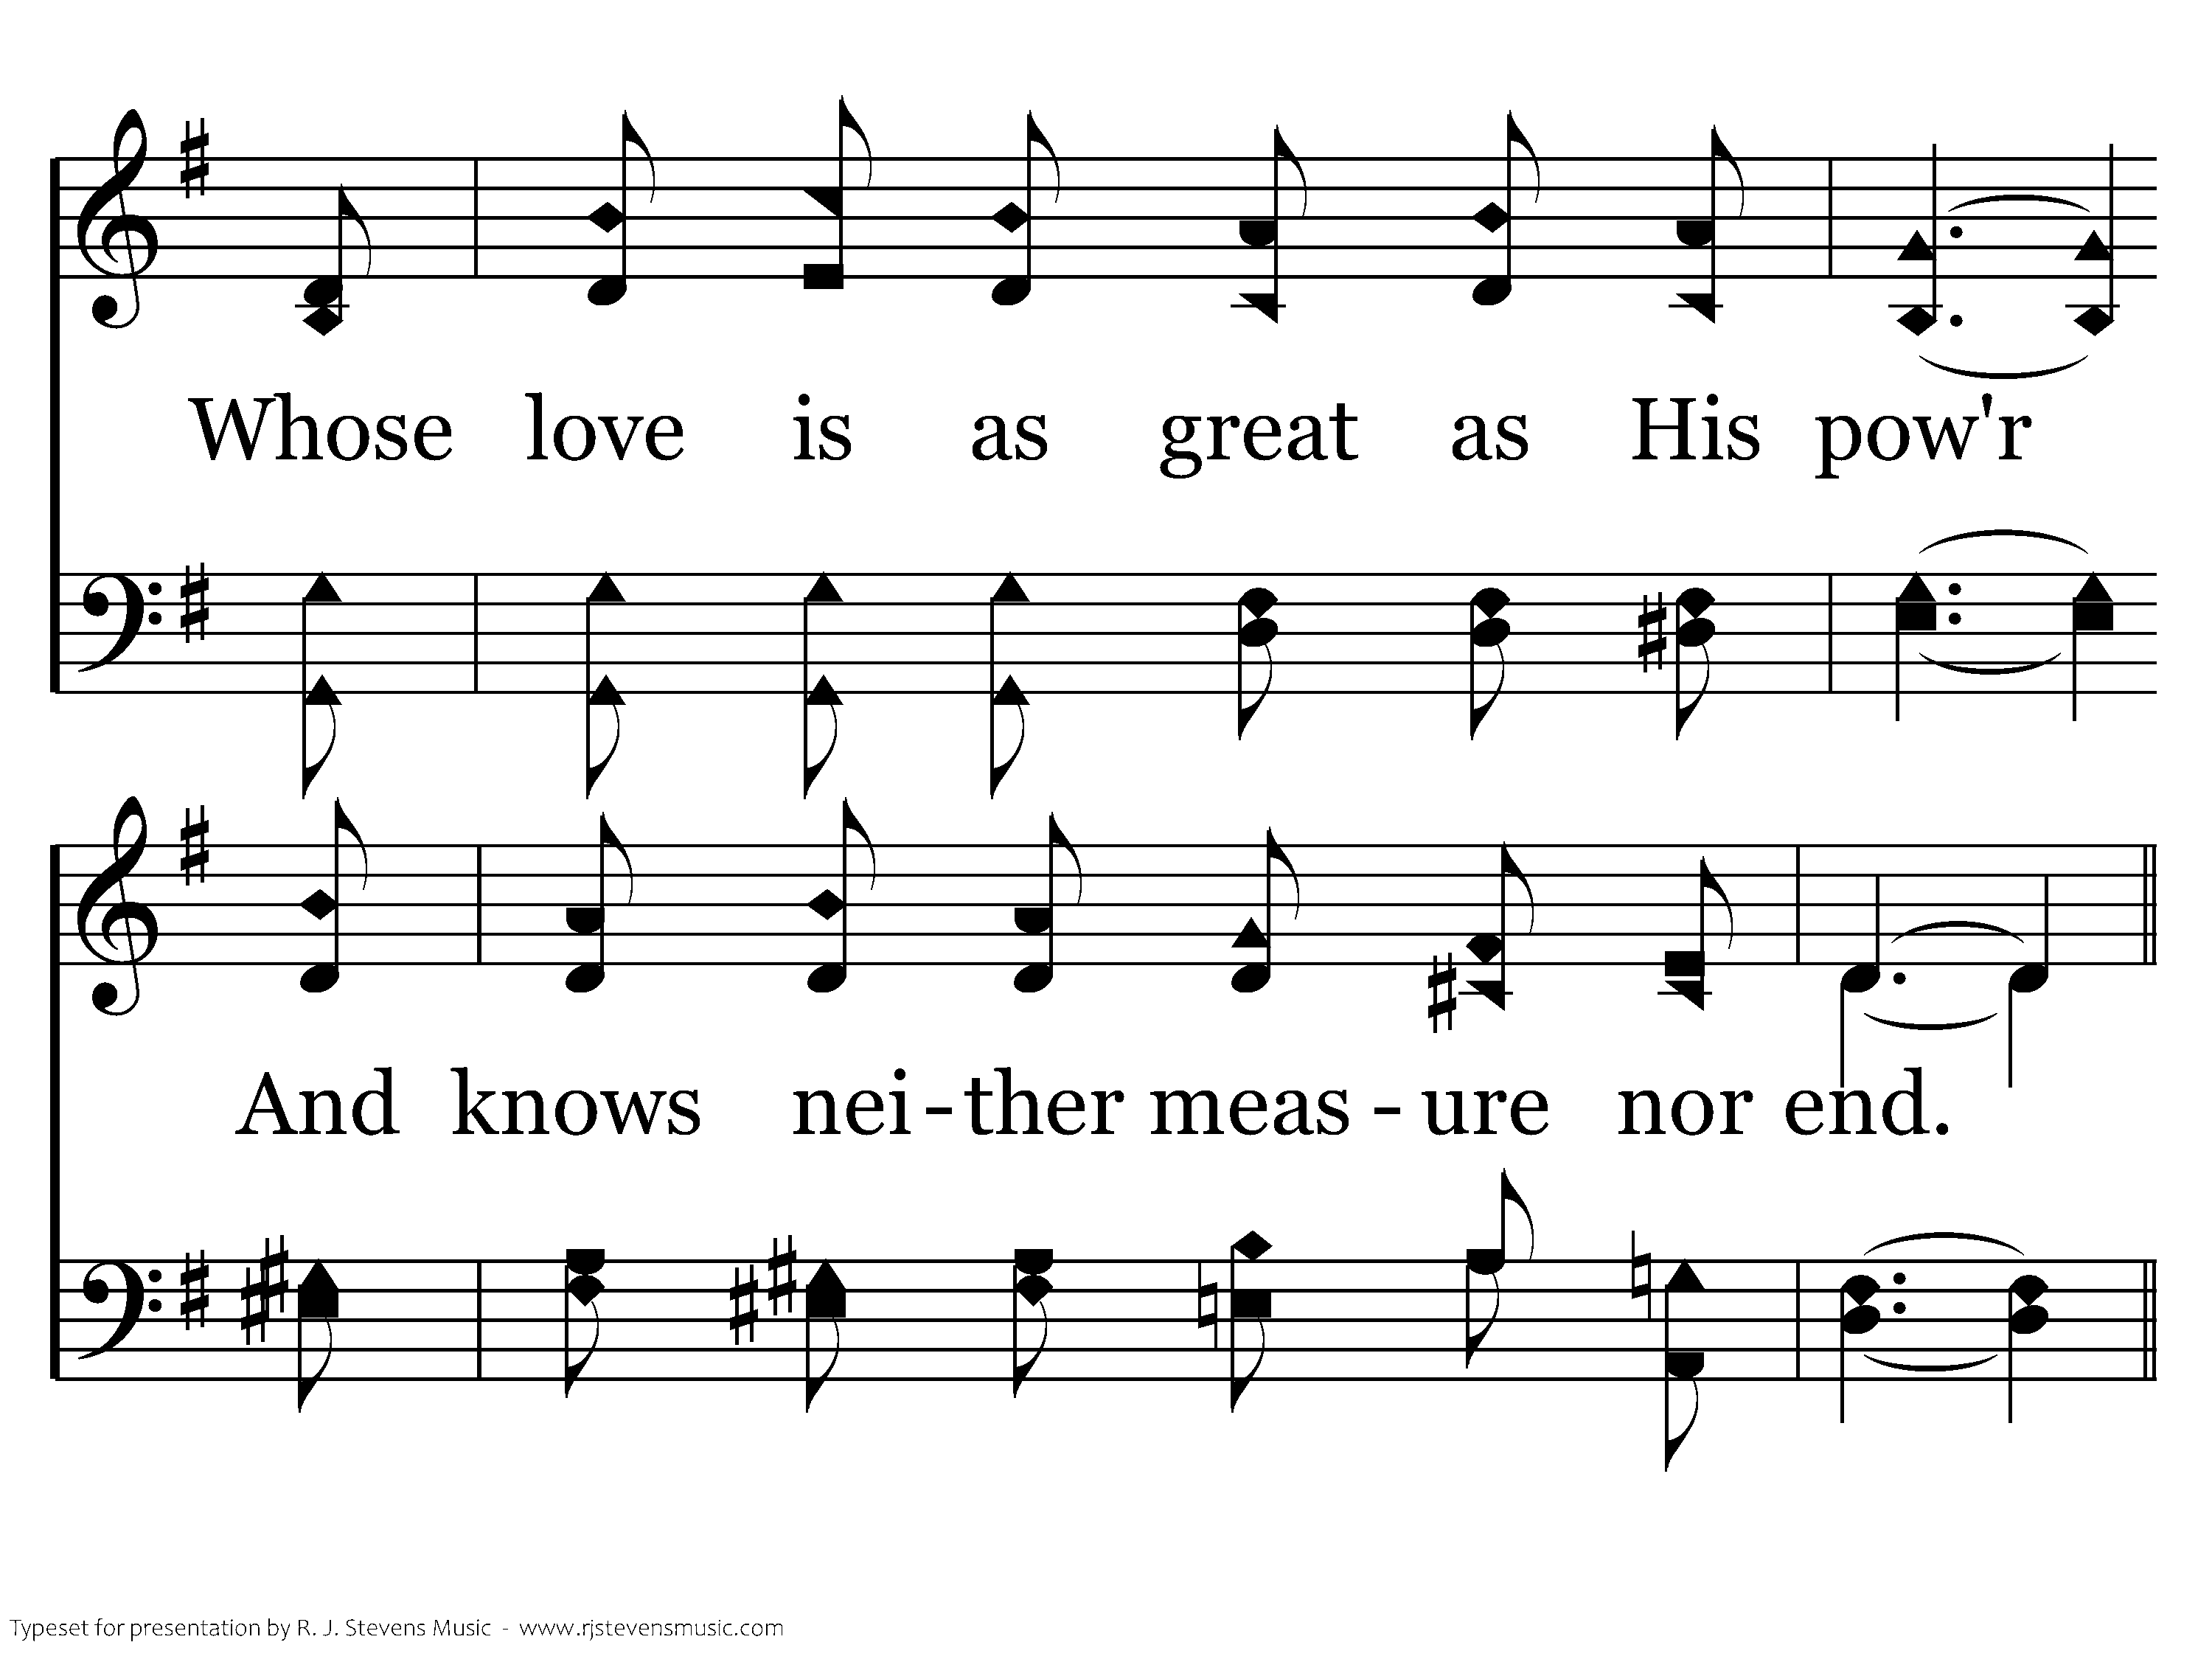 Whose love is as great as His pow'r
And knows nei-ther meas-ure nor end.
Typeset for presentation by R. J. Stevens Music - www.rjstevensmusic.com